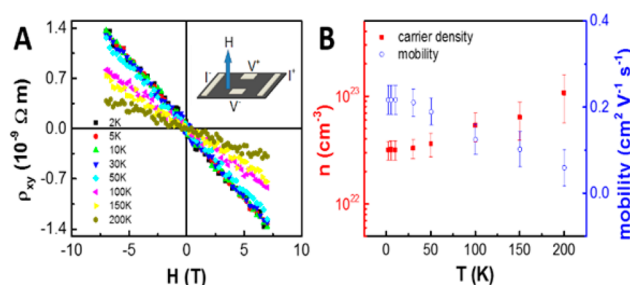 A
ρxy (10⁻⁹ Ω m)
1.4
0.7
0.0
-0.7
-1.4
2K
5K
10K
30K
50K
100K
150K
200K
H
I⁻
V⁺
I⁺
V⁻
-10
-5
0
5
10
H (T)
B
n (cm⁻³)
10²³
10²²
carrier density
mobility
0
50
100
150
200
T (K)
0.4
0.2
0.0
mobility (cm² V⁻¹ s⁻¹)